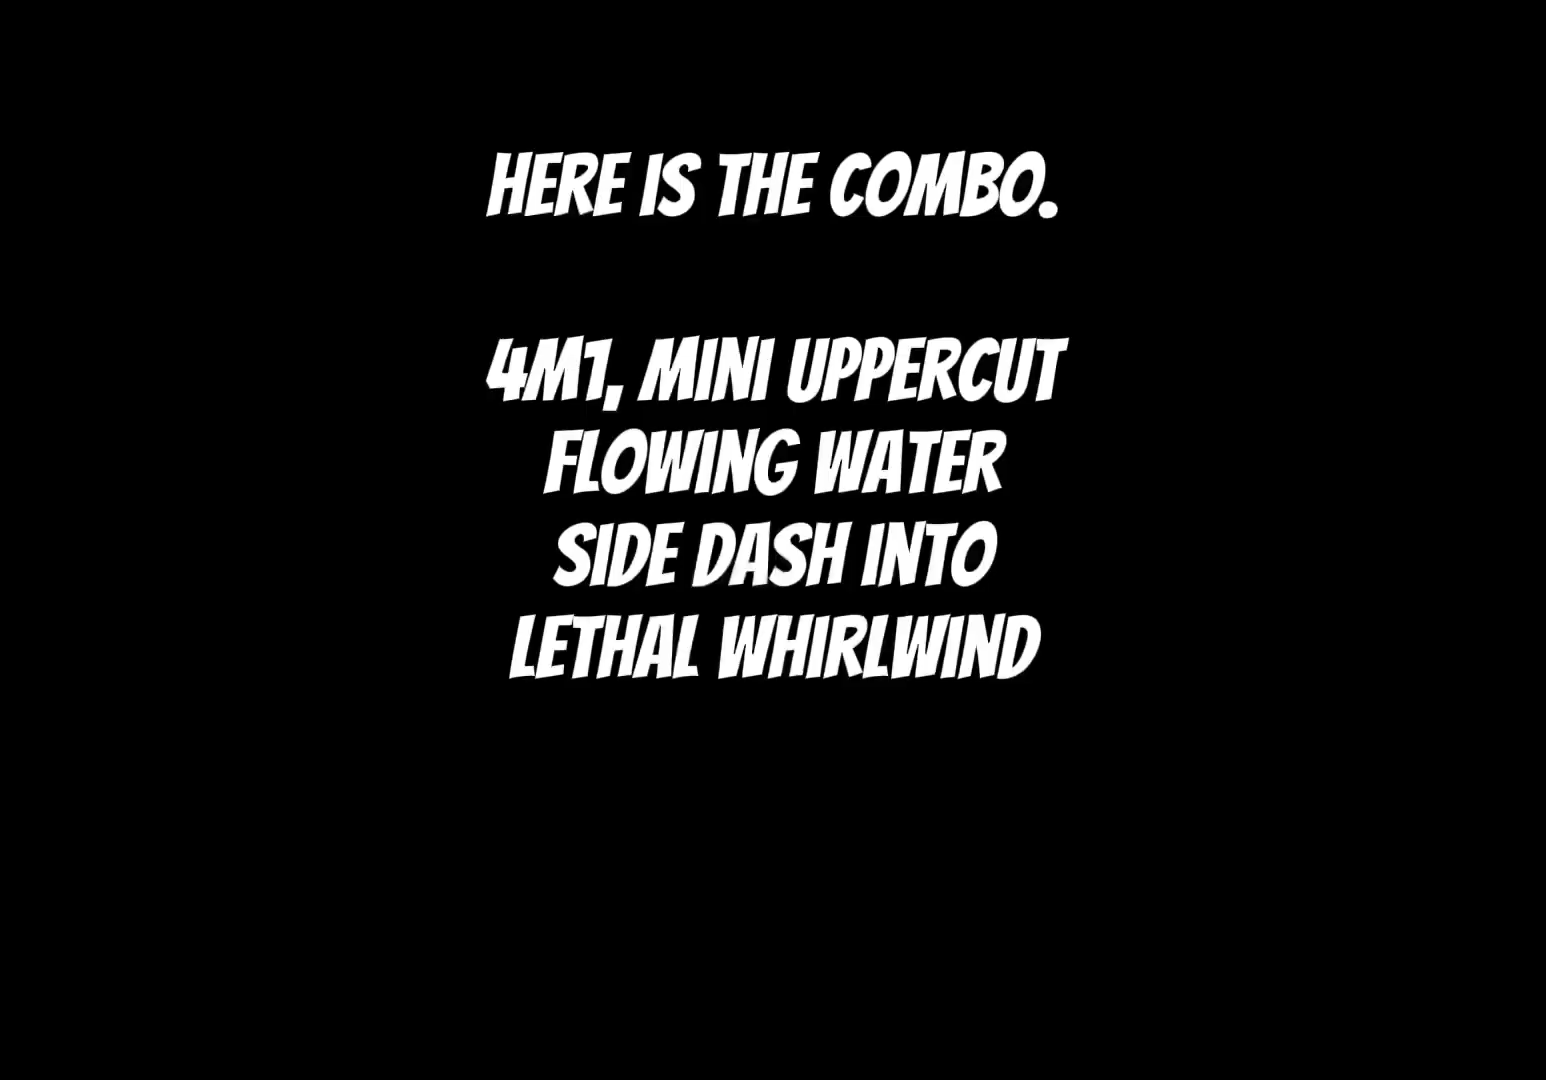 HERE IS THE COMBO.
4M1, MINI UPPERCUT
FLOWING WATER
SIDE DASH INTO
LETHAL WHIRLWIND